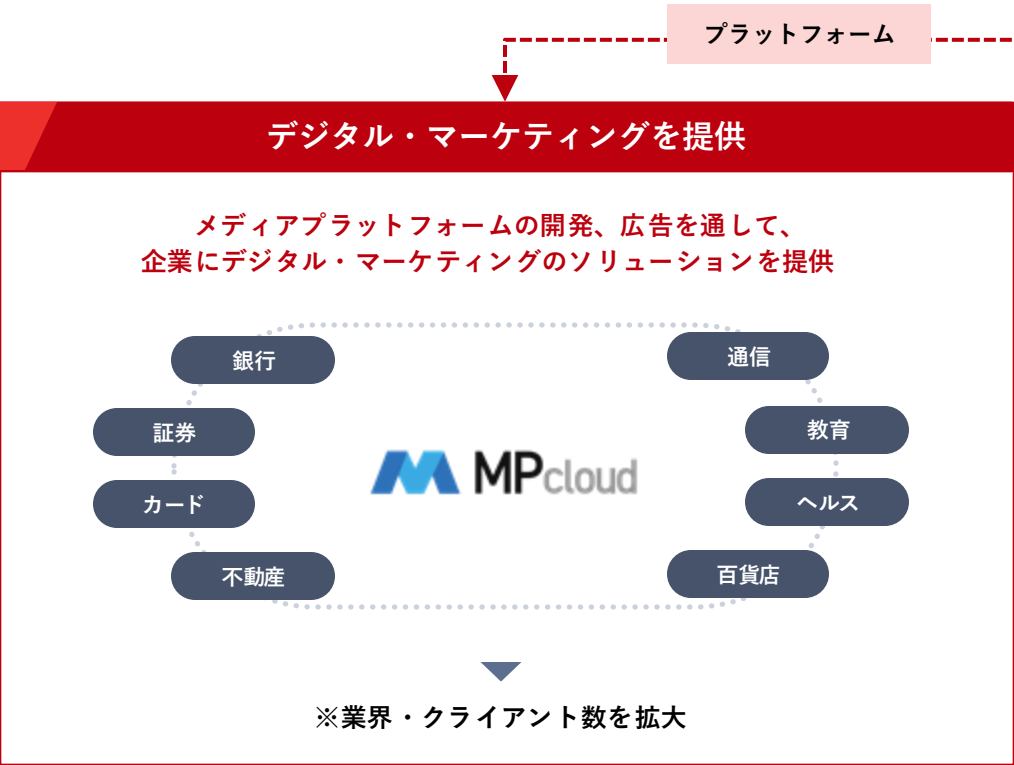 プラットフォーム
デジタル・マーケティングを提供
メディアプラットフォームの開発、広告を通して、
企業にデジタル・マーケティングのソリューションを提供
銀行
通信
証券
教育
MPcloud
カード
ヘルス
不動産
百貨店
※業界・クライアント数を拡大